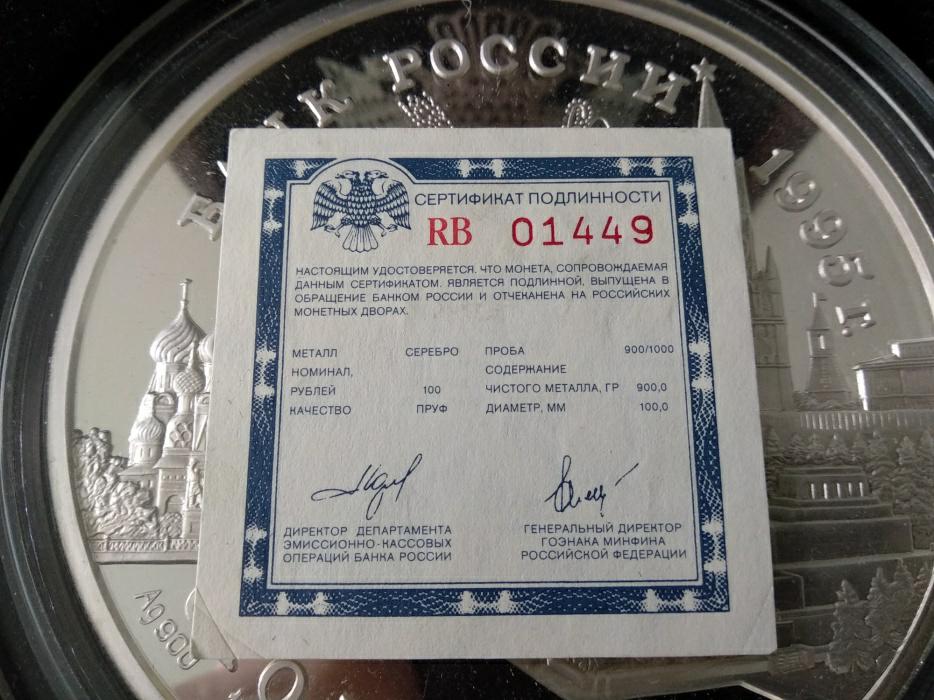 БАНК РОССИИ
1995 г.
СЕРТИФИКАТ ПОДЛИННОСТИ
RB 01449
НАСТОЯЩИМ УДОСТОВЕРЯЕТСЯ, ЧТО МОНЕТА, СОПРОВОЖДАЕМАЯ
ДАННЫМ СЕРТИФИКАТОМ, ЯВЛЯЕТСЯ ПОДЛИННОЙ, ВЫПУЩЕНА В
ОБРАЩЕНИЕ БАНКОМ РОССИИ И ОТЧЕКАНЕНА НА РОССИЙСКИХ
МОНЕТНЫХ ДВОРАХ.
МЕТАЛЛ СЕРЕБРО ПРОБА 900/1000
НОМИНАЛ, СОДЕРЖАНИЕ
РУБЛЕЙ 100 ЧИСТОГО МЕТАЛЛА, ГР 900,0
КАЧЕСТВО ПРУФ ДИАМЕТР, ММ 100,0
ДИРЕКТОР ДЕПАРТАМЕНТА
ЭМИССИОННО-КАССОВЫХ
ОПЕРАЦИЙ БАНКА РОССИИ
ГЕНЕРАЛЬНЫЙ ДИРЕКТОР
ГОЗНАКА МИНФИНА
РОССИЙСКОЙ ФЕДЕРАЦИИ
Ag 900